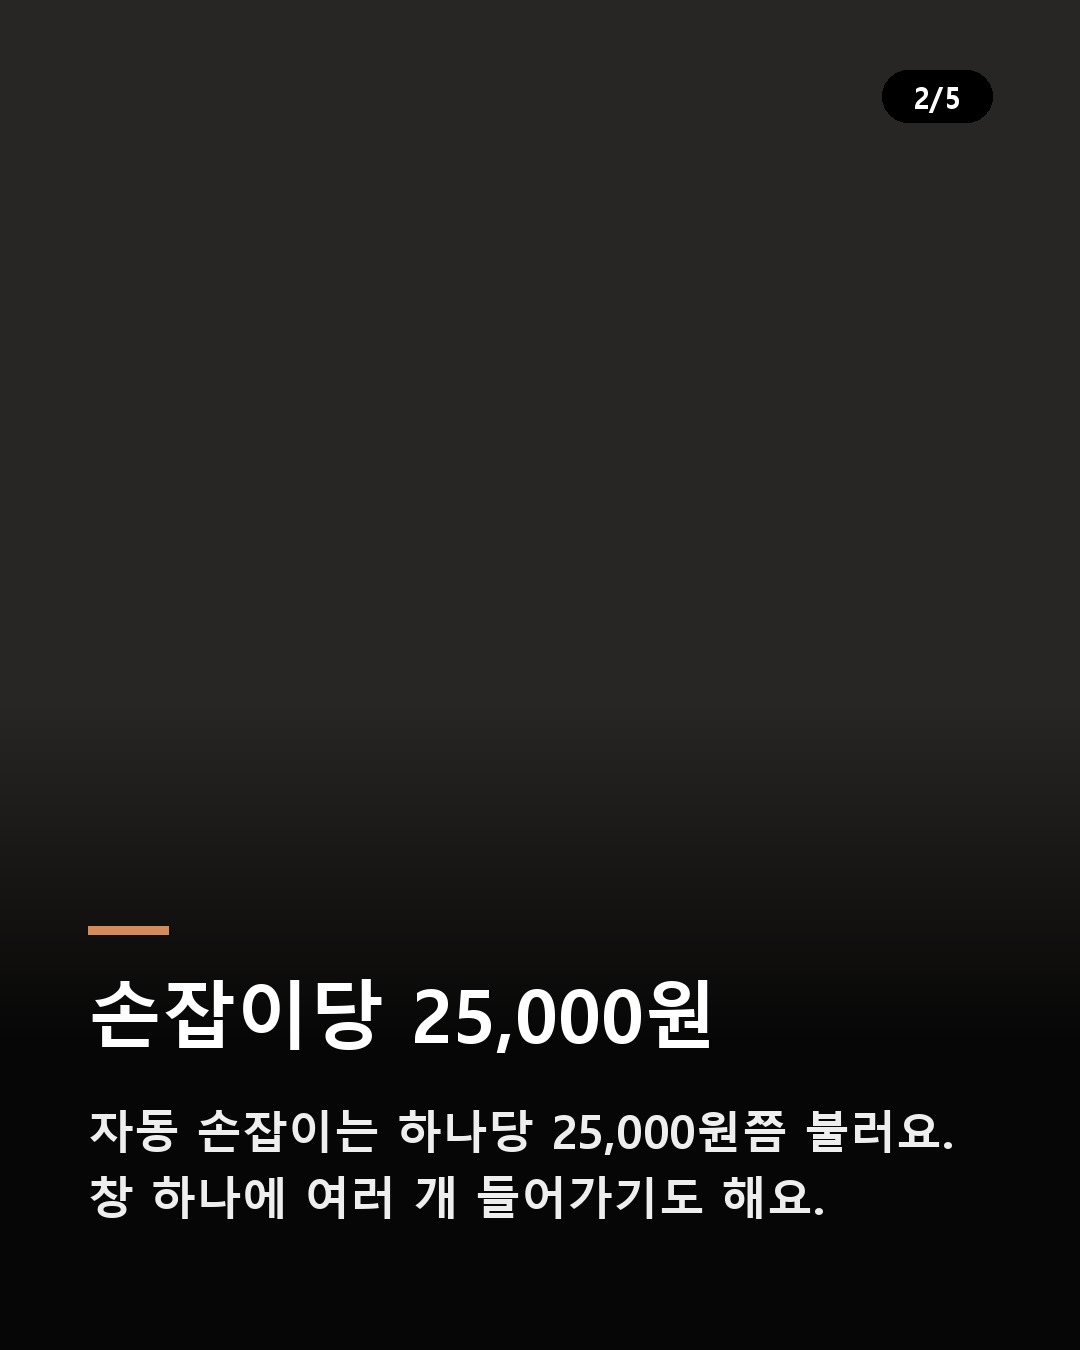 2/5
손잡이당 25,000원
자동 손잡이는 하나당 25,000원쯤 불러요.
창 하나에 여러 개 들어가기도 해요.